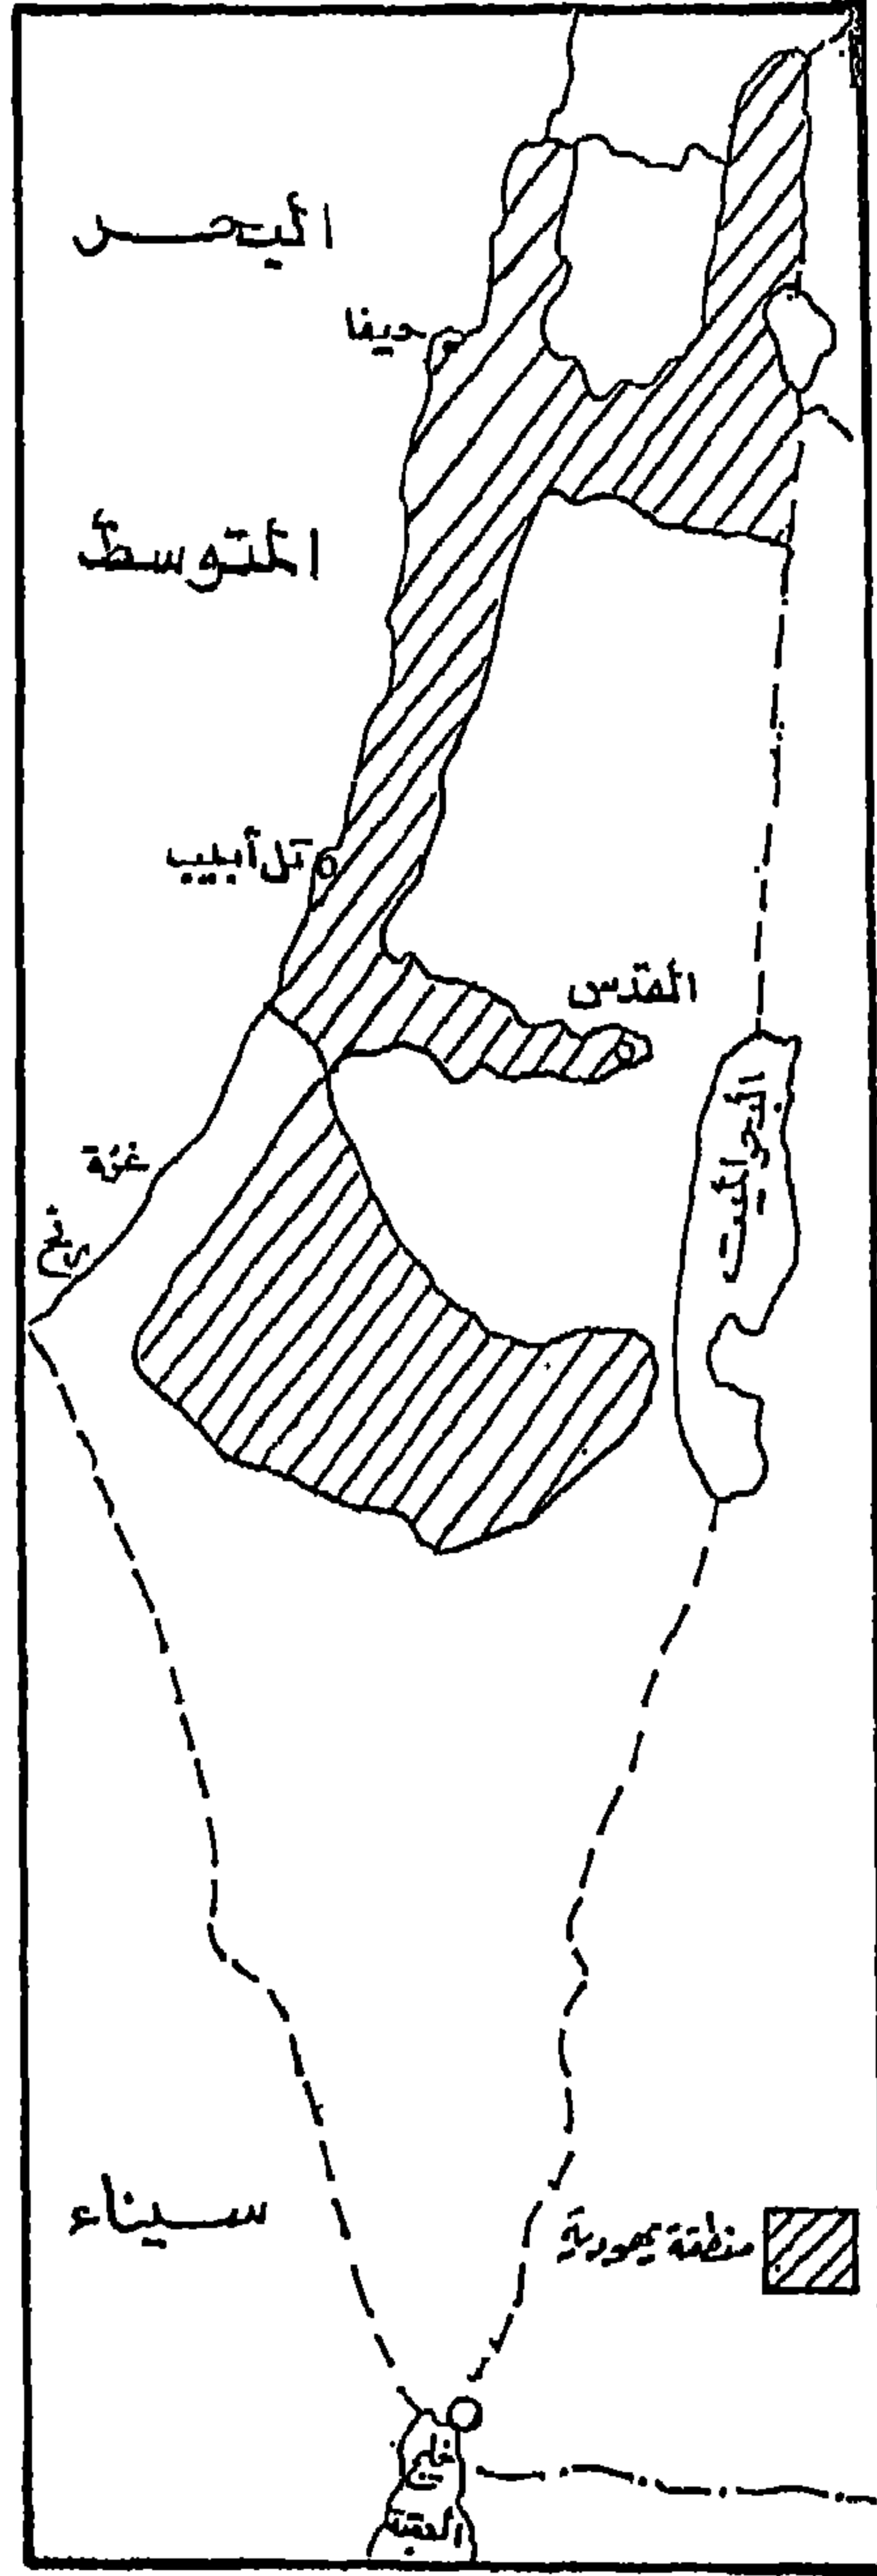 البحر
حيفا
المتوسط
تل أبيب
القدس
البحر الميت
غزة
رفح
سيناء
منطقة يهودية
خليج
العقبة